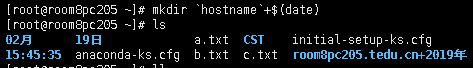 [root@room8pc205 ~]# mkdir `hostname`+$(date)
[root@room8pc205 ~]# ls
02月 19日 a.txt CST initial-setup-ks.cfg
15:45:35 anaconda-ks.cfg b.txt c.txt room8pc205.tedu.cn+2019年